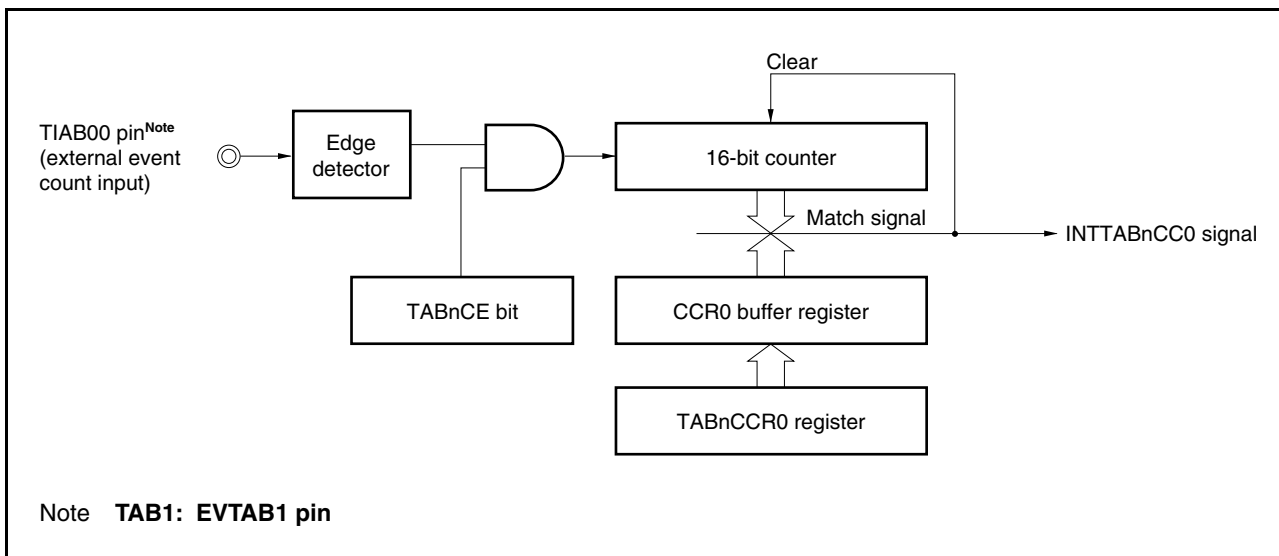 Clear
TIAB00 pinNote
(external event
count input)
Edge
detector
16-bit counter
Match signal
INTTABnCC0 signal
TABnCE bit
CCR0 buffer register
TABnCCR0 register
Note TAB1: EVTAB1 pin